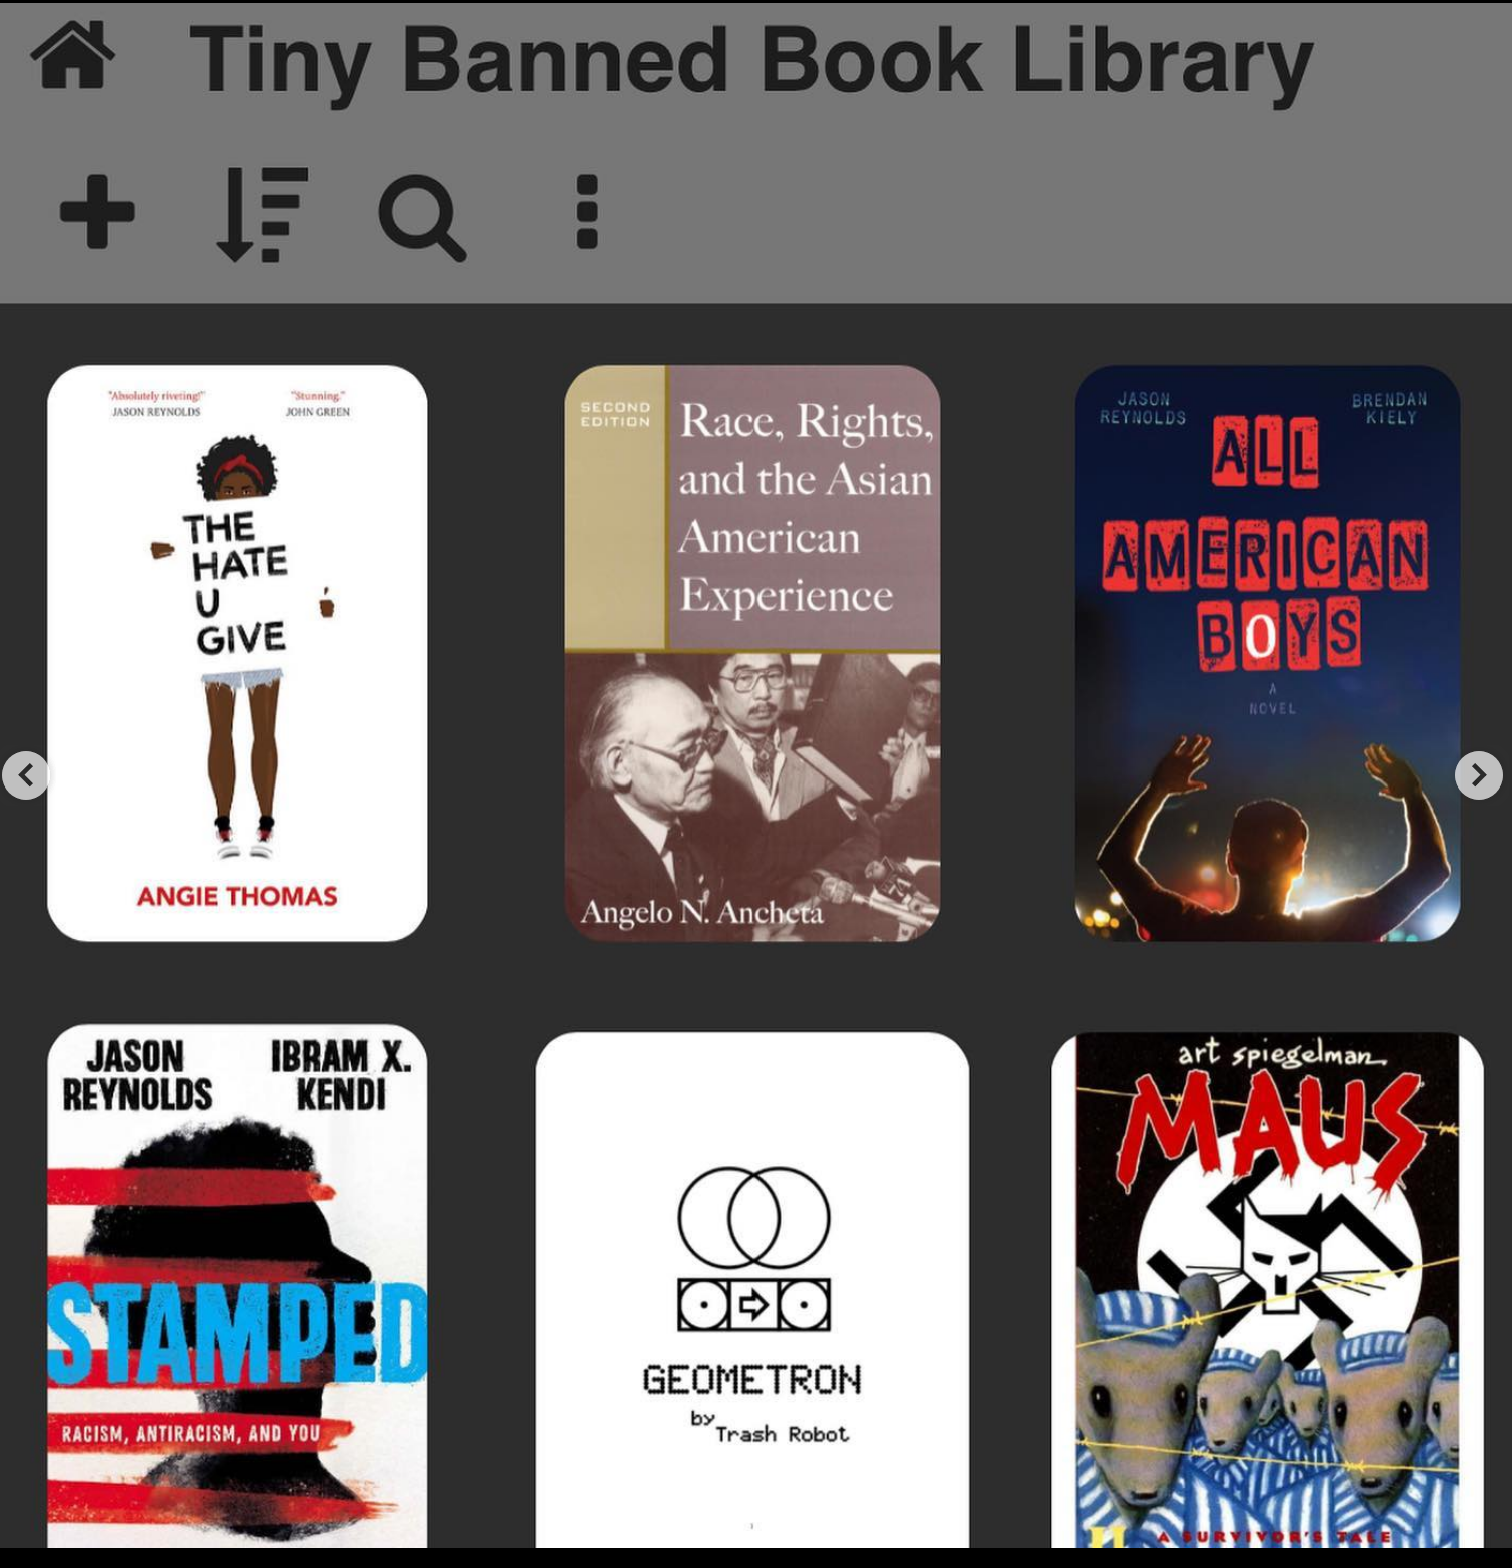 Tiny Banned Book Library
"Absolutely riveting!"
JASON REYNOLDS
"Stunning."
JOHN GREEN
THE
HATE
U
GIVE
ANGIE THOMAS
SECOND
EDITION
Race, Rights,
and the Asian
American
Experience
Angelo N. Ancheta
JASON
REYNOLDS
BRENDAN
KIELY
ALL
AMERICAN
BOYS
A
NOVEL
JASON
REYNOLDS
IBRAM X.
KENDI
STAMPED
RACISM, ANTIRACISM, AND YOU
GEOMETRON
by
Trash Robot
1
art spiegelman
MAUS
A SURVIVOR'S TALE